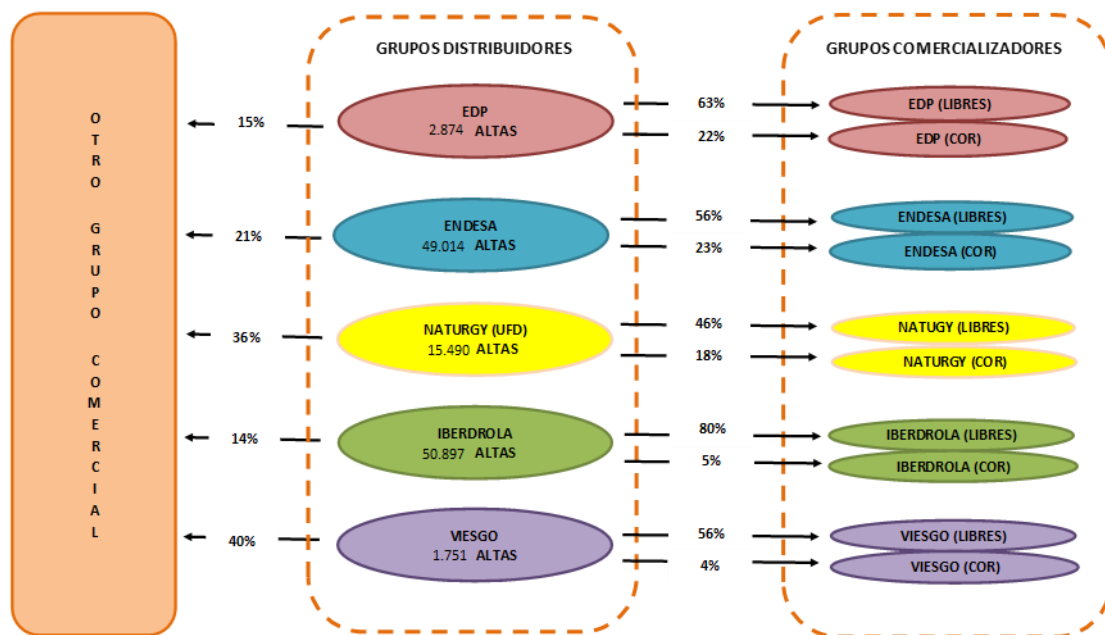 OTRO GRUPO COMERCIAL
GRUPOS DISTRIBUIDORES
GRUPOS COMERCIALIZADORES
15%
EDP
2.874 ALTAS
63%
22%
EDP (LIBRES)
EDP (COR)
21%
ENDESA
49.014 ALTAS
56%
23%
ENDESA (LIBRES)
ENDESA (COR)
36%
NATURGY (UFD)
15.490 ALTAS
46%
18%
NATUGY (LIBRES)
NATURGY (COR)
14%
IBERDROLA
50.897 ALTAS
80%
5%
IBERDROLA (LIBRES)
IBERDROLA (COR)
40%
VIESGO
1.751 ALTAS
56%
4%
VIESGO (LIBRES)
VIESGO (COR)